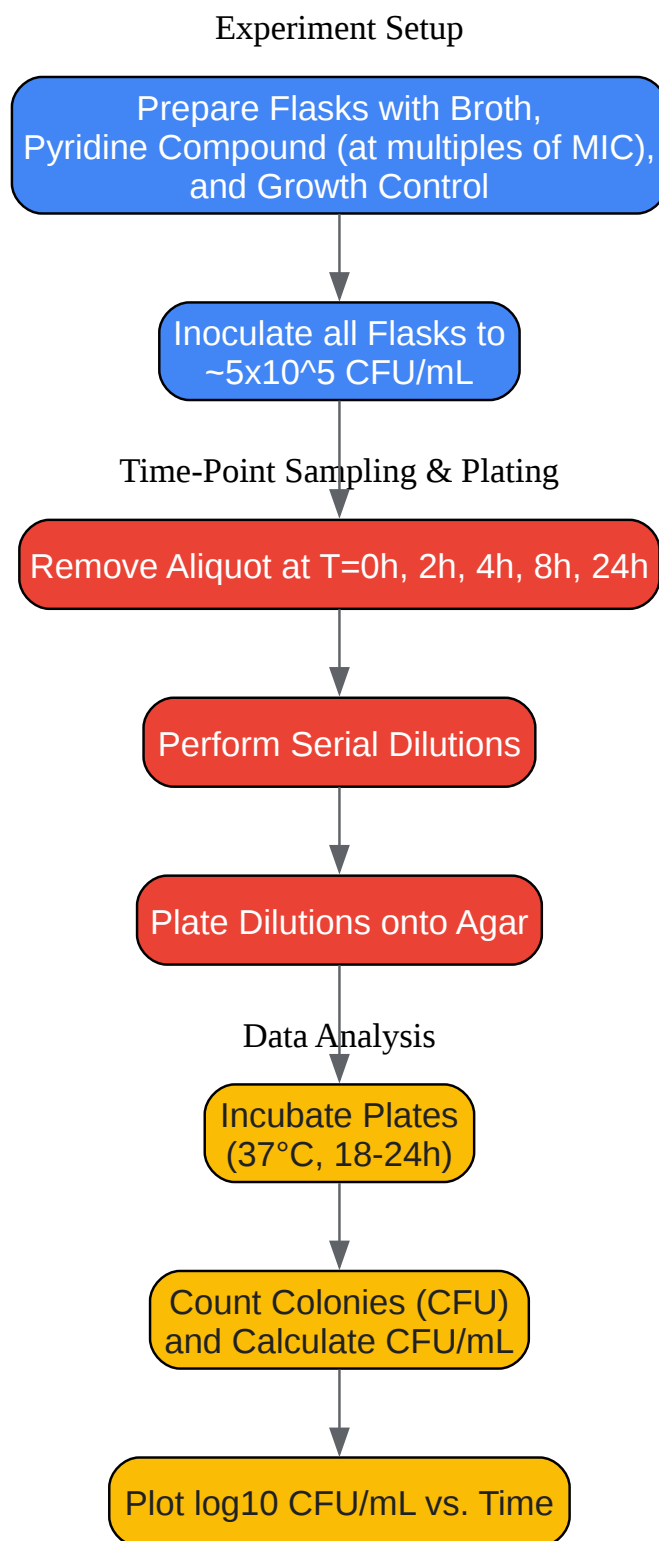 Experiment Setup
Prepare Flasks with Broth,
Pyridine Compound (at multiples of MIC),
and Growth Control
Inoculate all Flasks to
~5x10^5 CFU/mL
Time-Point Sampling & Plating
Remove Aliquot at T=0h, 2h, 4h, 8h, 24h
Perform Serial Dilutions
Plate Dilutions onto Agar
Data Analysis
Incubate Plates
(37°C, 18-24h)
Count Colonies (CFU)
and Calculate CFU/mL
Plot log10 CFU/mL vs. Time